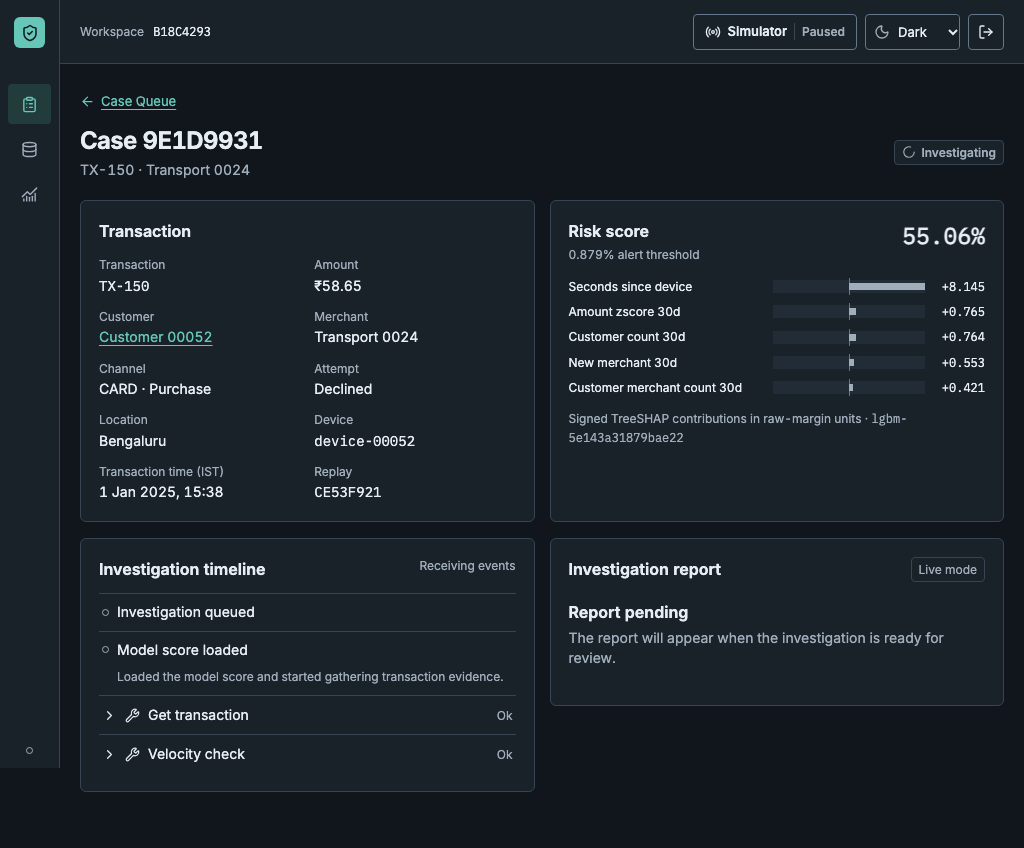 Workspace B18C4293
Simulator Paused
Dark
Case Queue
Case 9E1D9931
TX-150 · Transport 0024
Investigating
Transaction
Transaction
TX-150
Amount
₹58.65
Customer
Customer 00052
Merchant
Transport 0024
Channel
CARD · Purchase
Attempt
Declined
Location
Bengaluru
Device
device-00052
Transaction time (IST)
1 Jan 2025, 15:38
Replay
CE53F921
Risk score
55.06%
0.879% alert threshold
Seconds since device +8.145
Amount zscore 30d +0.765
Customer count 30d +0.764
New merchant 30d +0.553
Customer merchant count 30d +0.421
Signed TreeSHAP contributions in raw-margin units · lgbm-
5e143a31879bae22
Investigation timeline
Receiving events
Investigation queued
Model score loaded
Loaded the model score and started gathering transaction evidence.
Get transaction Ok
Velocity check Ok
Investigation report
Live mode
Report pending
The report will appear when the investigation is ready for
review.